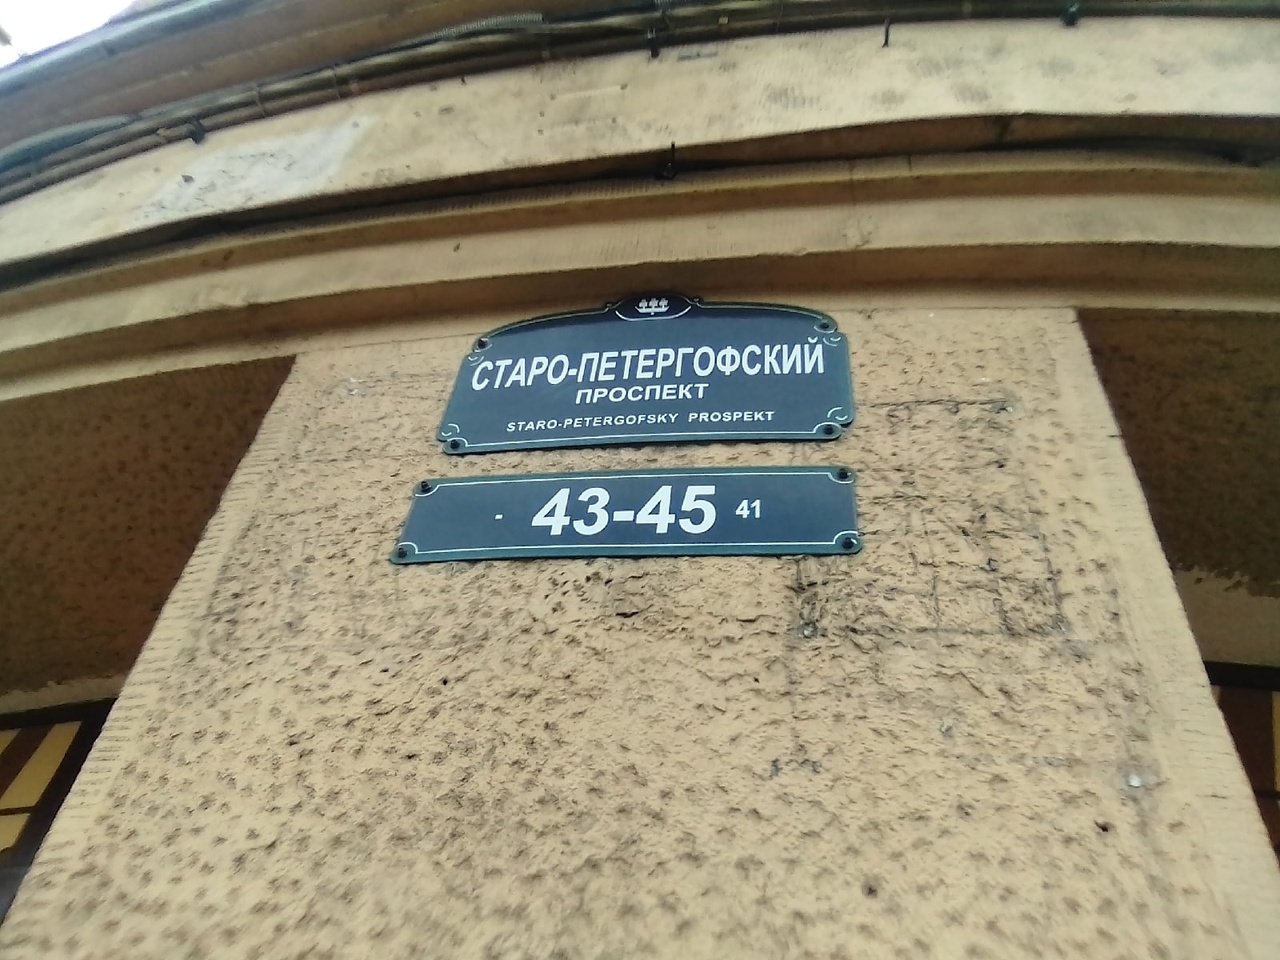 СТАРО-ПЕТЕРГОФСКИЙ
ПРОСПЕКТ
STARO-PETERGOFSKY PROSPEKT
- 43-45 41